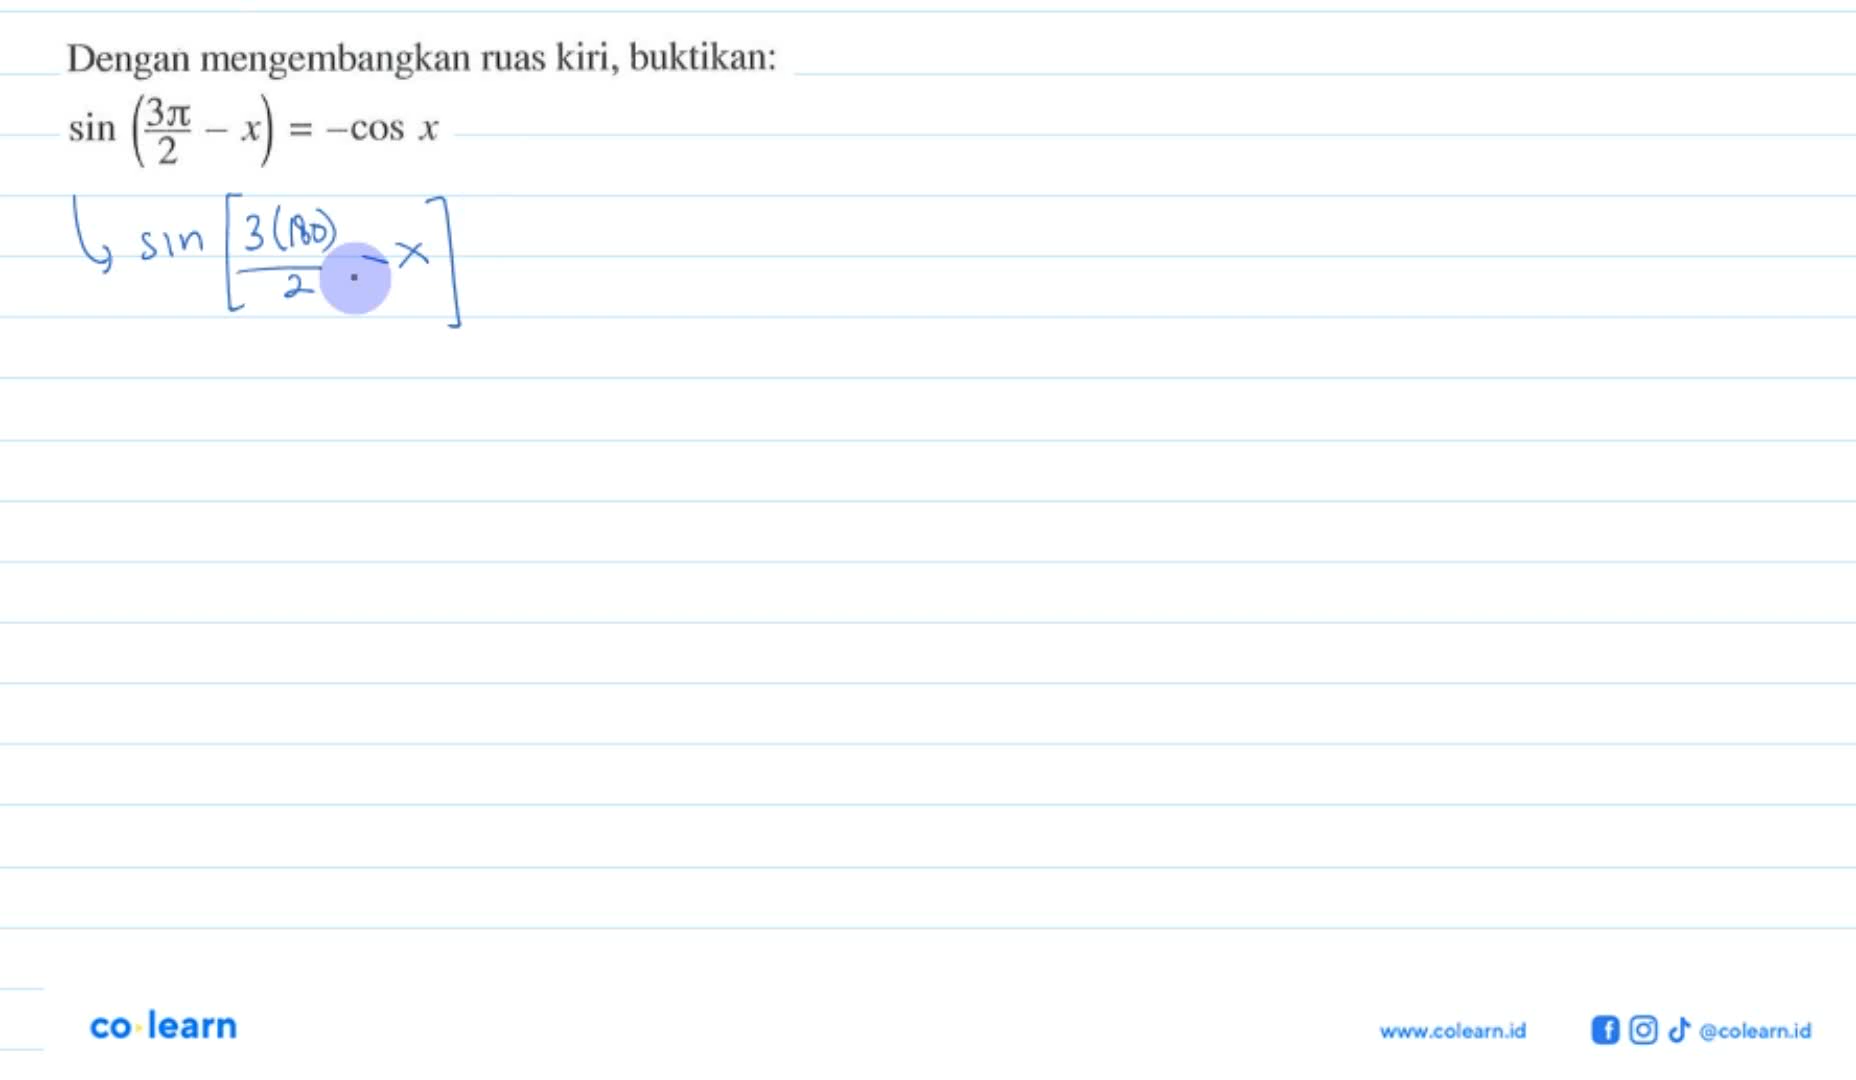 Dengan mengembangkan ruas kiri, buktikan:
sin (3π/2 − x) = −cos x
↳ sin [3(180)/2 − x]
co learn
www.colearn.id @colearn.id